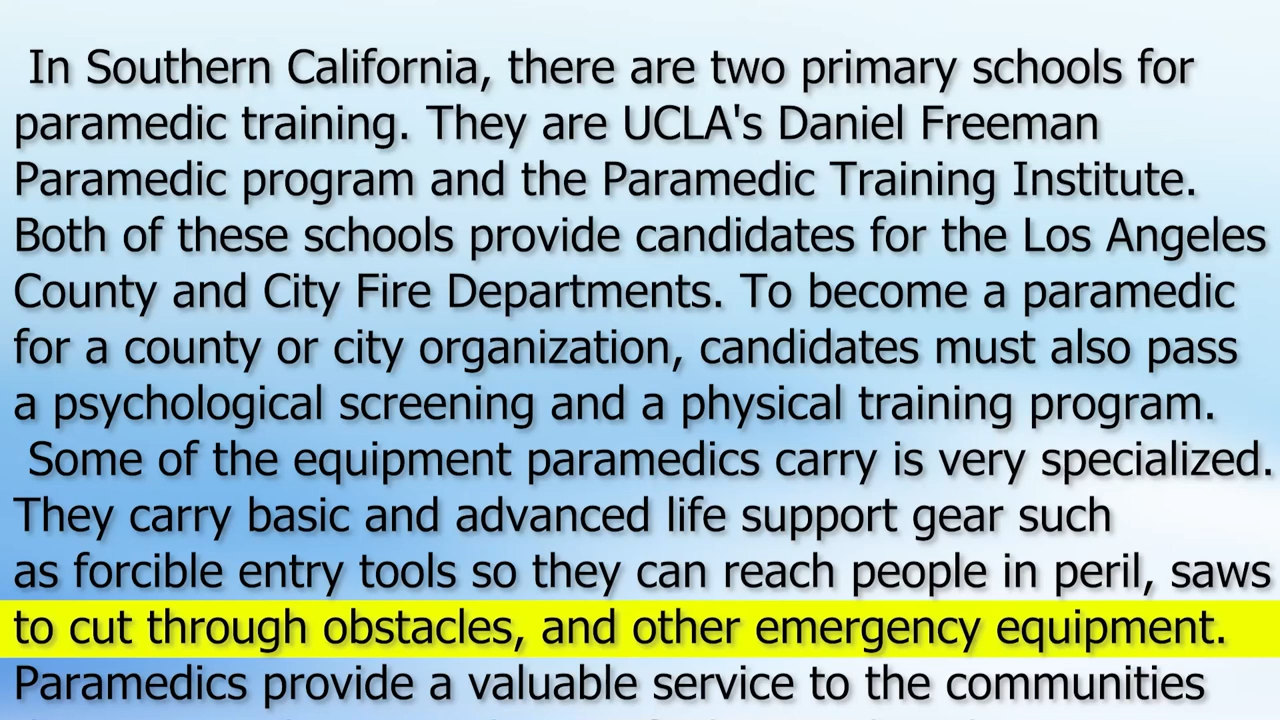 In Southern California, there are two primary schools for
paramedic training. They are UCLA's Daniel Freeman
Paramedic program and the Paramedic Training Institute.
Both of these schools provide candidates for the Los Angeles
County and City Fire Departments. To become a paramedic
for a county or city organization, candidates must also pass
a psychological screening and a physical training program.
Some of the equipment paramedics carry is very specialized.
They carry basic and advanced life support gear such
as forcible entry tools so they can reach people in peril, saws
to cut through obstacles, and other emergency equipment.
Paramedics provide a valuable service to the communities